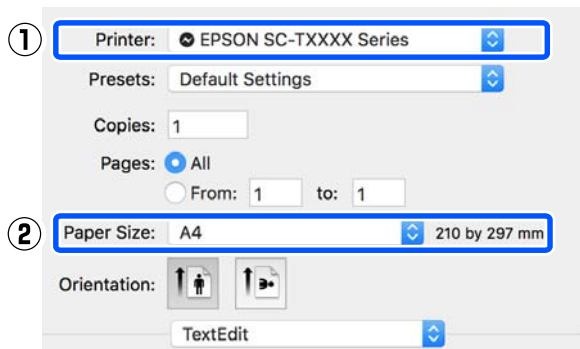 ① Printer: EPSON SC-TXXXX Series
Presets: Default Settings
Copies: 1
Pages: All
From: 1 to: 1
② Paper Size: A4 210 by 297 mm
Orientation:
TextEdit